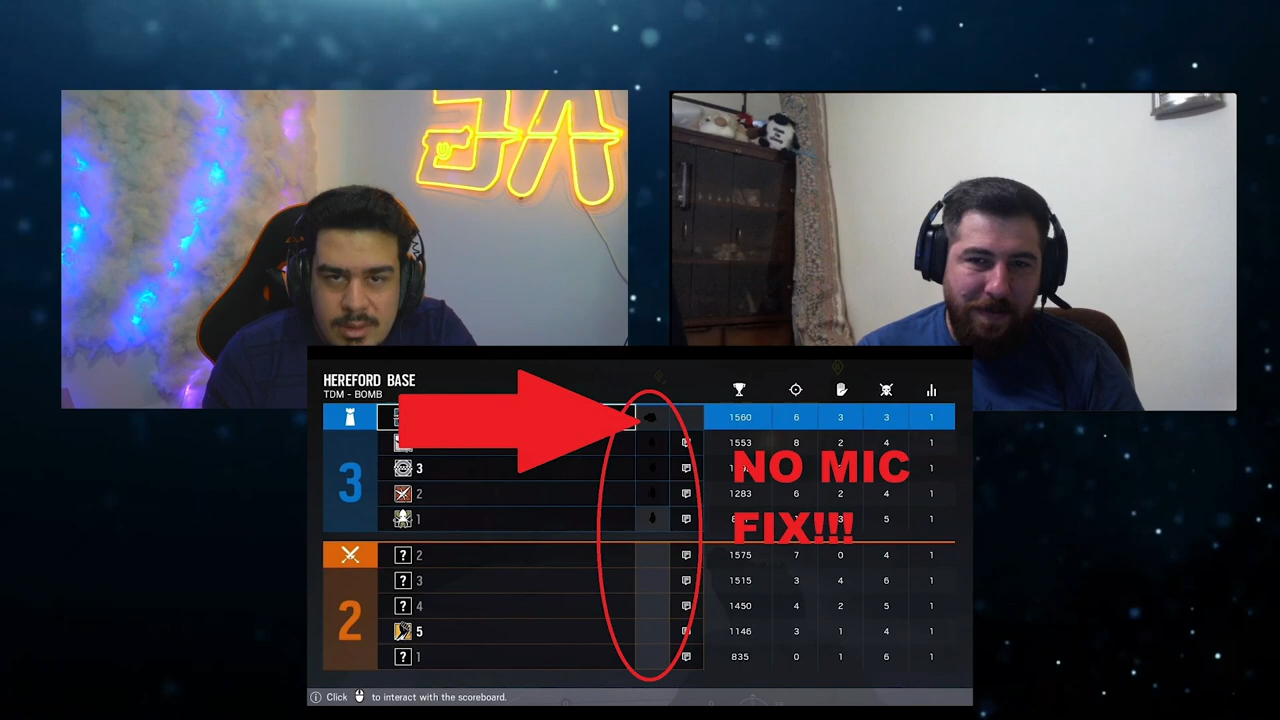 HEREFORD BASE
TDM - BOMB
1560 6 3 3 1
1553 8 2 4 1
3
3 NO MIC
2 1283 6 2 4 1
1 5 1
FIX!!!
? 2 1575 7 0 4 1
? 3 1515 3 4 6 1
2
? 4 1450 4 2 5 1
5 1146 3 1 4 1
? 1 835 0 1 6 1
Click to interact with the scoreboard.